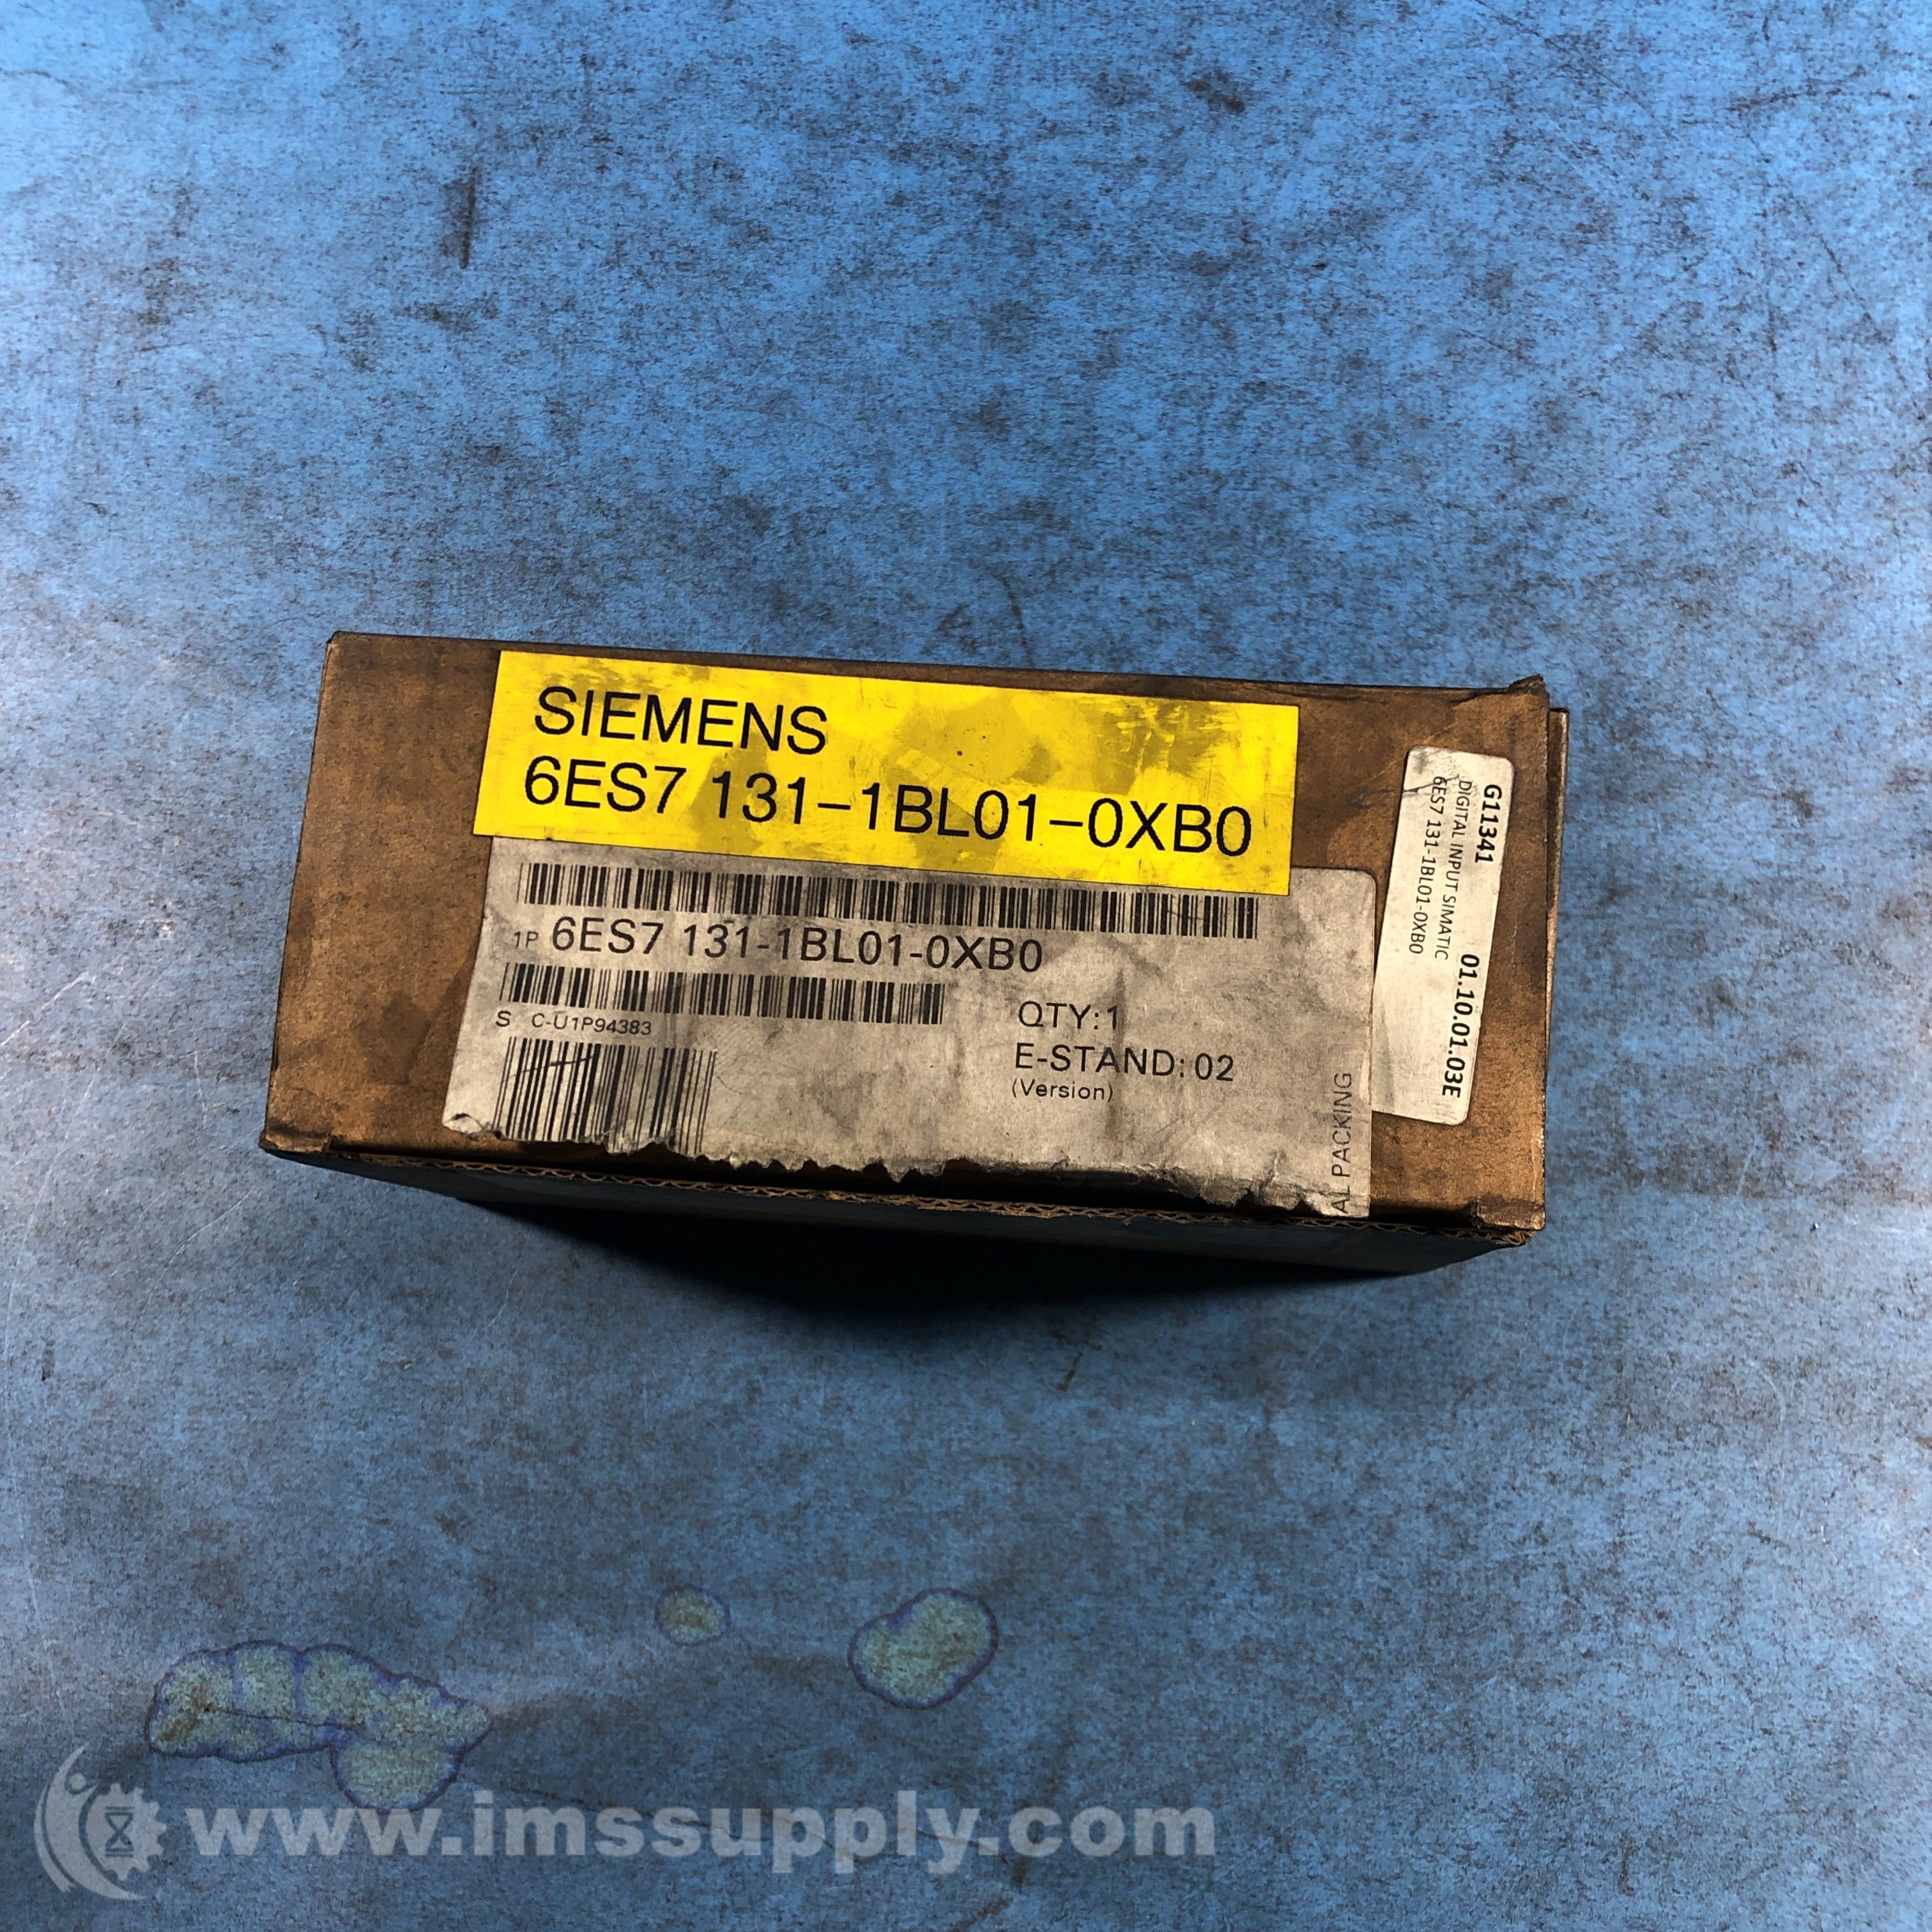 SIEMENS
6ES7 131-1BL01-0XB0
1P 6ES7 131-1BL01-0XB0
S C-U1P94383
QTY:1
E-STAND: 02
(Version)
AL PACKING
G11341 01.10.01.03E
DIGITAL INPUT SIMATIC
6ES7 131-1BL01-0XB0
www.imssupply.com